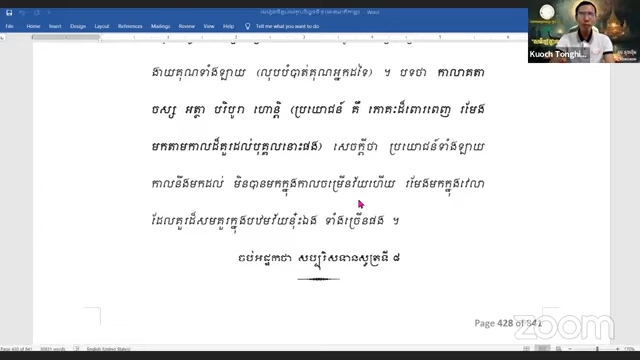 File
Home
Insert
Draw
Design
Layout
References
Mailings
Review
View
Help
Tell me what you want to do
Kuoch Tonghi...
ងាយគុណទាំងឡាយ (លុបបំបាត់គុណអ្នកដទៃ) ។ បទថា កាលាគតា
ចស្ស អត្ថា បរិបូរា ហោន្តិ (ប្រយោជន៍ គឺ ភោគៈដ៏ពោរពេញ រមែង
មកតាមកាលដ៏គួរដល់បុគ្គលនោះផង) សេចក្ដីថា ប្រយោជន៍ទាំងឡាយ
កាលនឹងមកដល់ មិនបានមកក្នុងកាលចម្រើនវ័យហើយ រមែងមកក្នុងវេលា
ដែលគួរដ៏សមគួរក្នុងបឋមវ័យនុ៎ះឯង ទាំងច្រើនផង ។
ចប់អដ្ឋកថា សប្បុរិសទានសូត្រទី ៨
Page 428 of 841
zoom